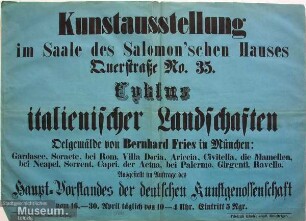 Kunstausstellung
im Saale des Salomon'schen Hauses
Querstraße No. 35.
Cyklus
italienischer Landschaften
Oelgemälde von Bernhard Fries in München:
Gardasee, Soracte, bei Rom, Villa Doria, Ariccia, Civitella, die Mamellen,
bei Neapel, Sorrent, Capri, der Aetna, bei Palermo, Girgenti, Ravello.
Ausgestellt im Auftrage des
Haupt-Vorstandes der deutschen Kunstgenossenschaft
vom 16.—30. April täglich von 10—4 Uhr. Eintritt 5 Ngr.